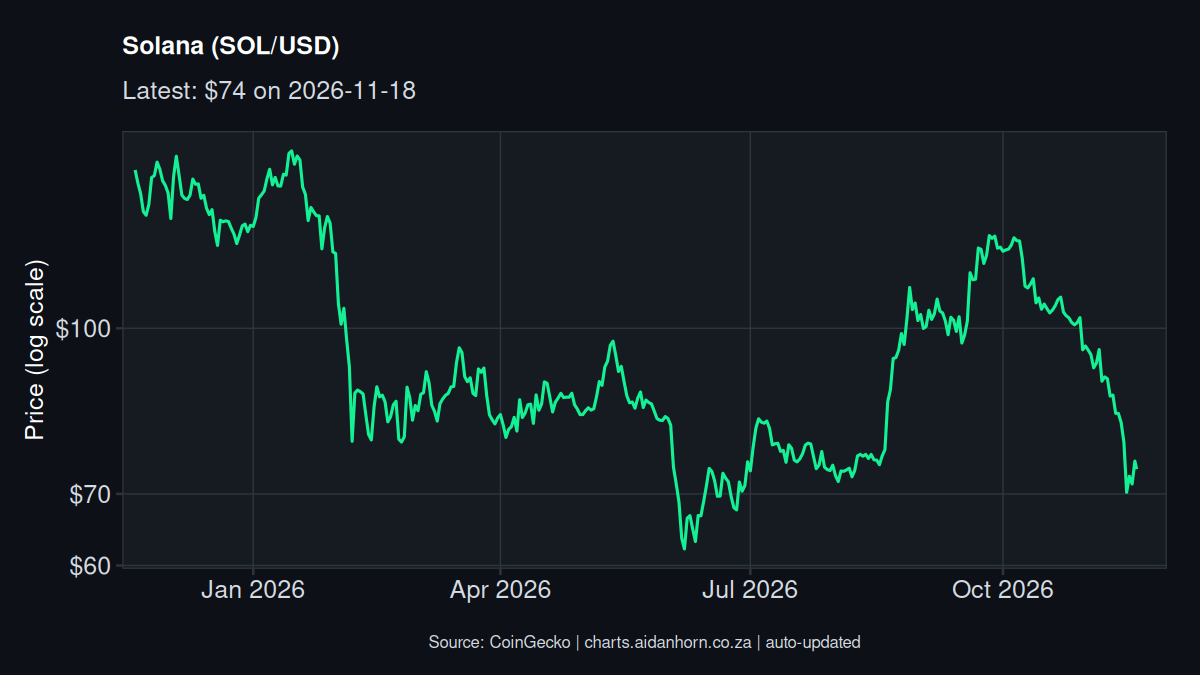 Solana (SOL/USD)
Latest: $74 on 2026-11-18
Price (log scale)
$100
$70
$60
Jan 2026
Apr 2026
Jul 2026
Oct 2026
Source: CoinGecko | charts.aidanhorn.co.za | auto-updated